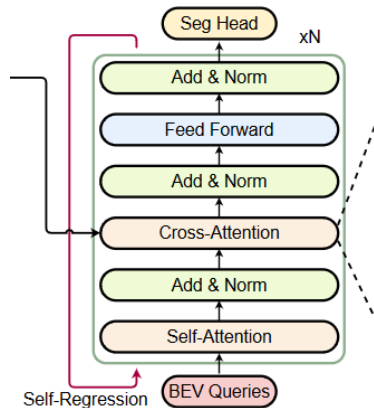 Seg Head
xN
Add & Norm
Feed Forward
Add & Norm
Cross-Attention
Add & Norm
Self-Attention
Self-Regression
BEV Queries